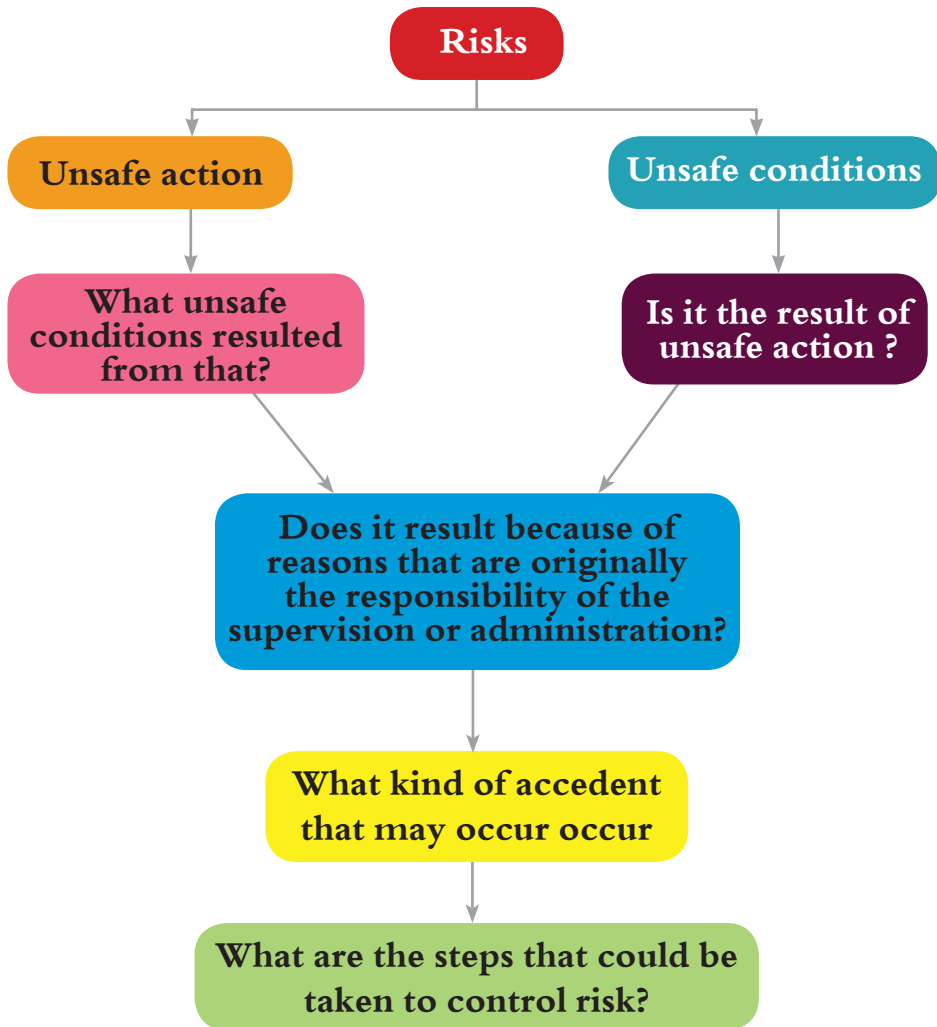 Risks
Unsafe action
Unsafe conditions
What unsafe
conditions resulted
from that?
Is it the result of
unsafe action ?
Does it result because of
reasons that are originally
the responsibility of the
supervision or administration?
What kind of accedent
that may occur occur
What are the steps that could be
taken to control risk?